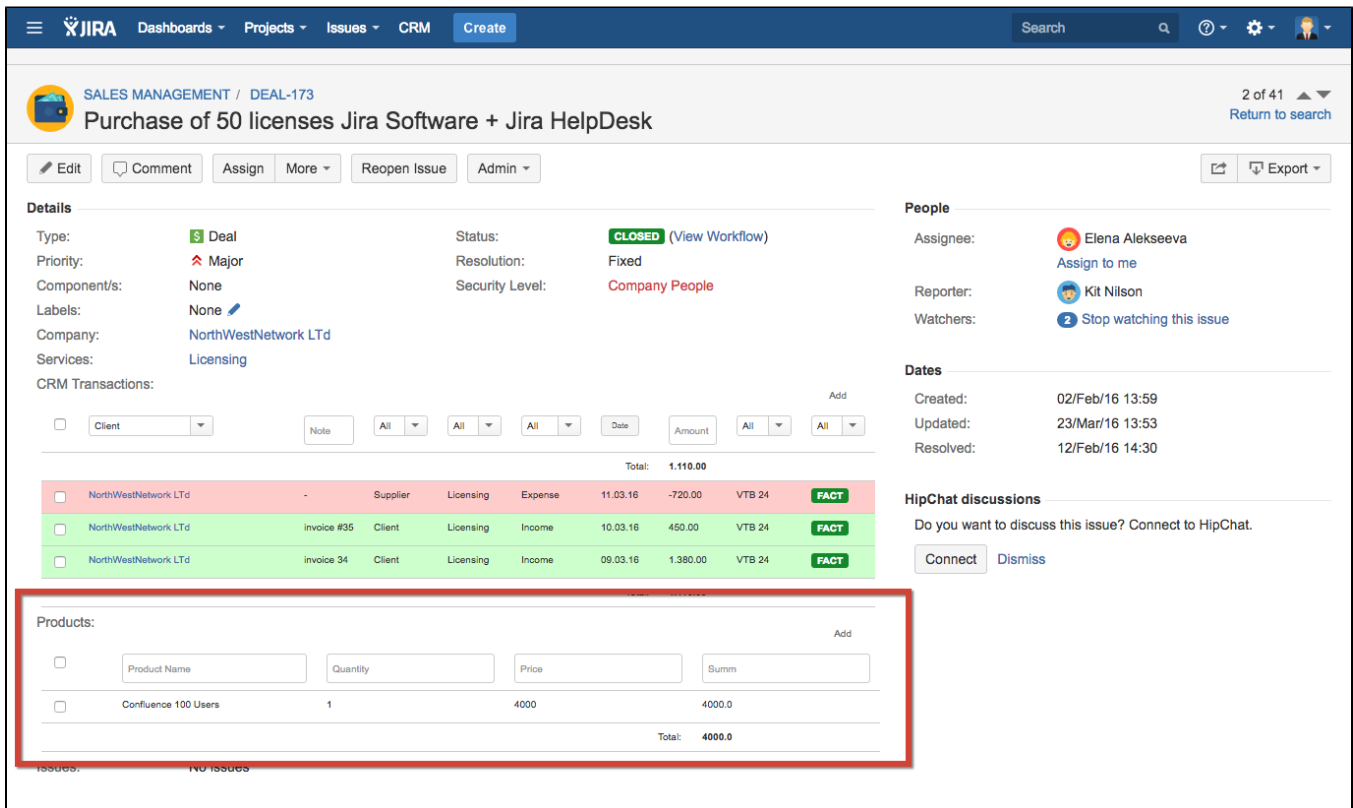 JIRA Dashboards Projects Issues CRM Create Search
SALES MANAGEMENT / DEAL-173
2 of 41
Purchase of 50 licenses Jira Software + Jira HelpDesk
Return to search
Edit Comment Assign More Reopen Issue Admin Export
Details
Type: Deal Status: CLOSED (View Workflow)
Priority: Major Resolution: Fixed
Component/s: None Security Level: Company People
Labels: None
Company: NorthWestNetwork LTd
Services: Licensing
CRM Transactions:
Add
Client Note All All All Date Amount All All
Total: 1.110.00
NorthWestNetwork LTd - Supplier Licensing Expense 11.03.16 -720.00 VTB 24 FACT
NorthWestNetwork LTd invoice #35 Client Licensing Income 10.03.16 450.00 VTB 24 FACT
NorthWestNetwork LTd invoice 34 Client Licensing Income 09.03.16 1.380.00 VTB 24 FACT
Products:
Add
Product Name Quantity Price Summ
Confluence 100 Users 1 4000 4000.0
Total: 4000.0
Issues: No issues
People
Assignee: Elena Alekseeva
Assign to me
Reporter: Kit Nilson
Watchers: 2 Stop watching this issue
Dates
Created: 02/Feb/16 13:59
Updated: 23/Mar/16 13:53
Resolved: 12/Feb/16 14:30
HipChat discussions
Do you want to discuss this issue? Connect to HipChat.
Connect Dismiss